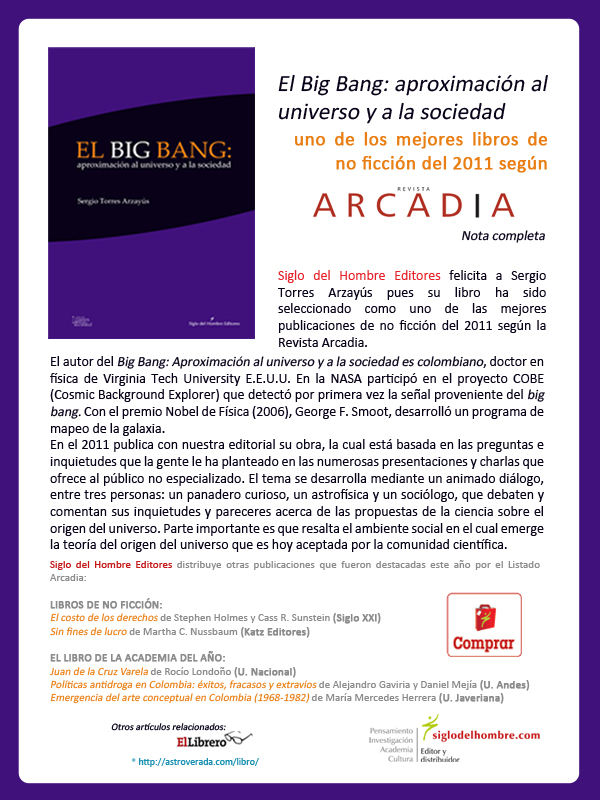 EL BIG BANG:
aproximación al universo y a la sociedad
Sergio Torres Arzayús
Siglo del Hombre Editores
El Big Bang: aproximación al
universo y a la sociedad
uno de los mejores libros de
no ficción del 2011 según
REVISTA
ARCADIA
Nota completa
Siglo del Hombre Editores felicita a Sergio
Torres Arzayús pues su libro ha sido
seleccionado como uno de las mejores
publicaciones de no ficción del 2011 según la
Revista Arcadia.
El autor del Big Bang: Aproximación al universo y a la sociedad es colombiano, doctor en
física de Virginia Tech University E.E.U.U. En la NASA participó en el proyecto COBE
(Cosmic Background Explorer) que detectó por primera vez la señal proveniente del big
bang. Con el premio Nobel de Física (2006), George F. Smoot, desarrolló un programa de
mapeo de la galaxia.
En el 2011 publica con nuestra editorial su obra, la cual está basada en las preguntas e
inquietudes que la gente le ha planteado en las numerosas presentaciones y charlas que
ofrece al público no especializado. El tema se desarrolla mediante un animado diálogo,
entre tres personas: un panadero curioso, un astrofísica y un sociólogo, que debaten y
comentan sus inquietudes y pareceres acerca de las propuestas de la ciencia sobre el
origen del universo. Parte importante es que resalta el ambiente social en el cual emerge
la teoría del origen del universo que es hoy aceptada por la comunidad científica.
Siglo del Hombre Editores distribuye otras publicaciones que fueron destacadas este año por el Listado
Arcadia:
LIBROS DE NO FICCIÓN:
El costo de los derechos de Stephen Holmes y Cass R. Sunstein (Siglo XXI)
Sin fines de lucro de Martha C. Nussbaum (Katz Editores)
Comprar
EL LIBRO DE LA ACADEMIA DEL AÑO:
Juan de la Cruz Varela de Rocío Londoño (U. Nacional)
Políticas antidroga en Colombia: éxitos, fracasos y extravíos de Alejandro Gaviria y Daniel Mejía (U. Andes)
Emergencia del arte conceptual en Colombia (1968-1982) de María Mercedes Herrera (U. Javeriana)
Otros artículos relacionados:
ElLibrero
* http://astroverada.com/libro/
Pensamiento
Investigación
Academia
Cultura
siglodelhombre.com
Editor y
distribuidor